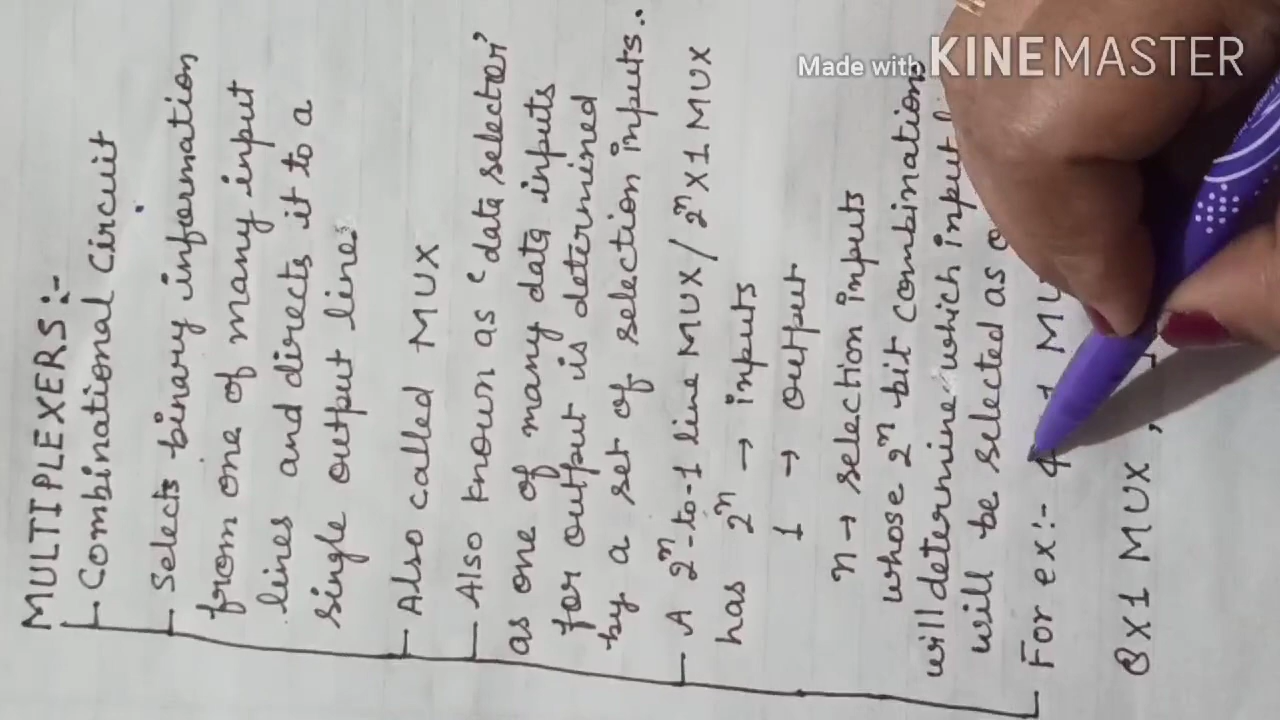 MULTIPLEXERS:-
Combinational Circuit
Selects binary information
from one of many input
lines and directs it to a
single output line
Also called MUX
Also known as 'data selector'
as one of many data inputs
for output is determined
by a set of selection inputs..
A 2ⁿ-to-1 line MUX / 2ⁿ X 1 MUX
has 2ⁿ → inputs
1 → output
n → selection inputs
whose 2ⁿ bit combinations
will determine which input
will be selected as
For ex:- 4
8 X 1 MUX,
Made with KINEMASTER